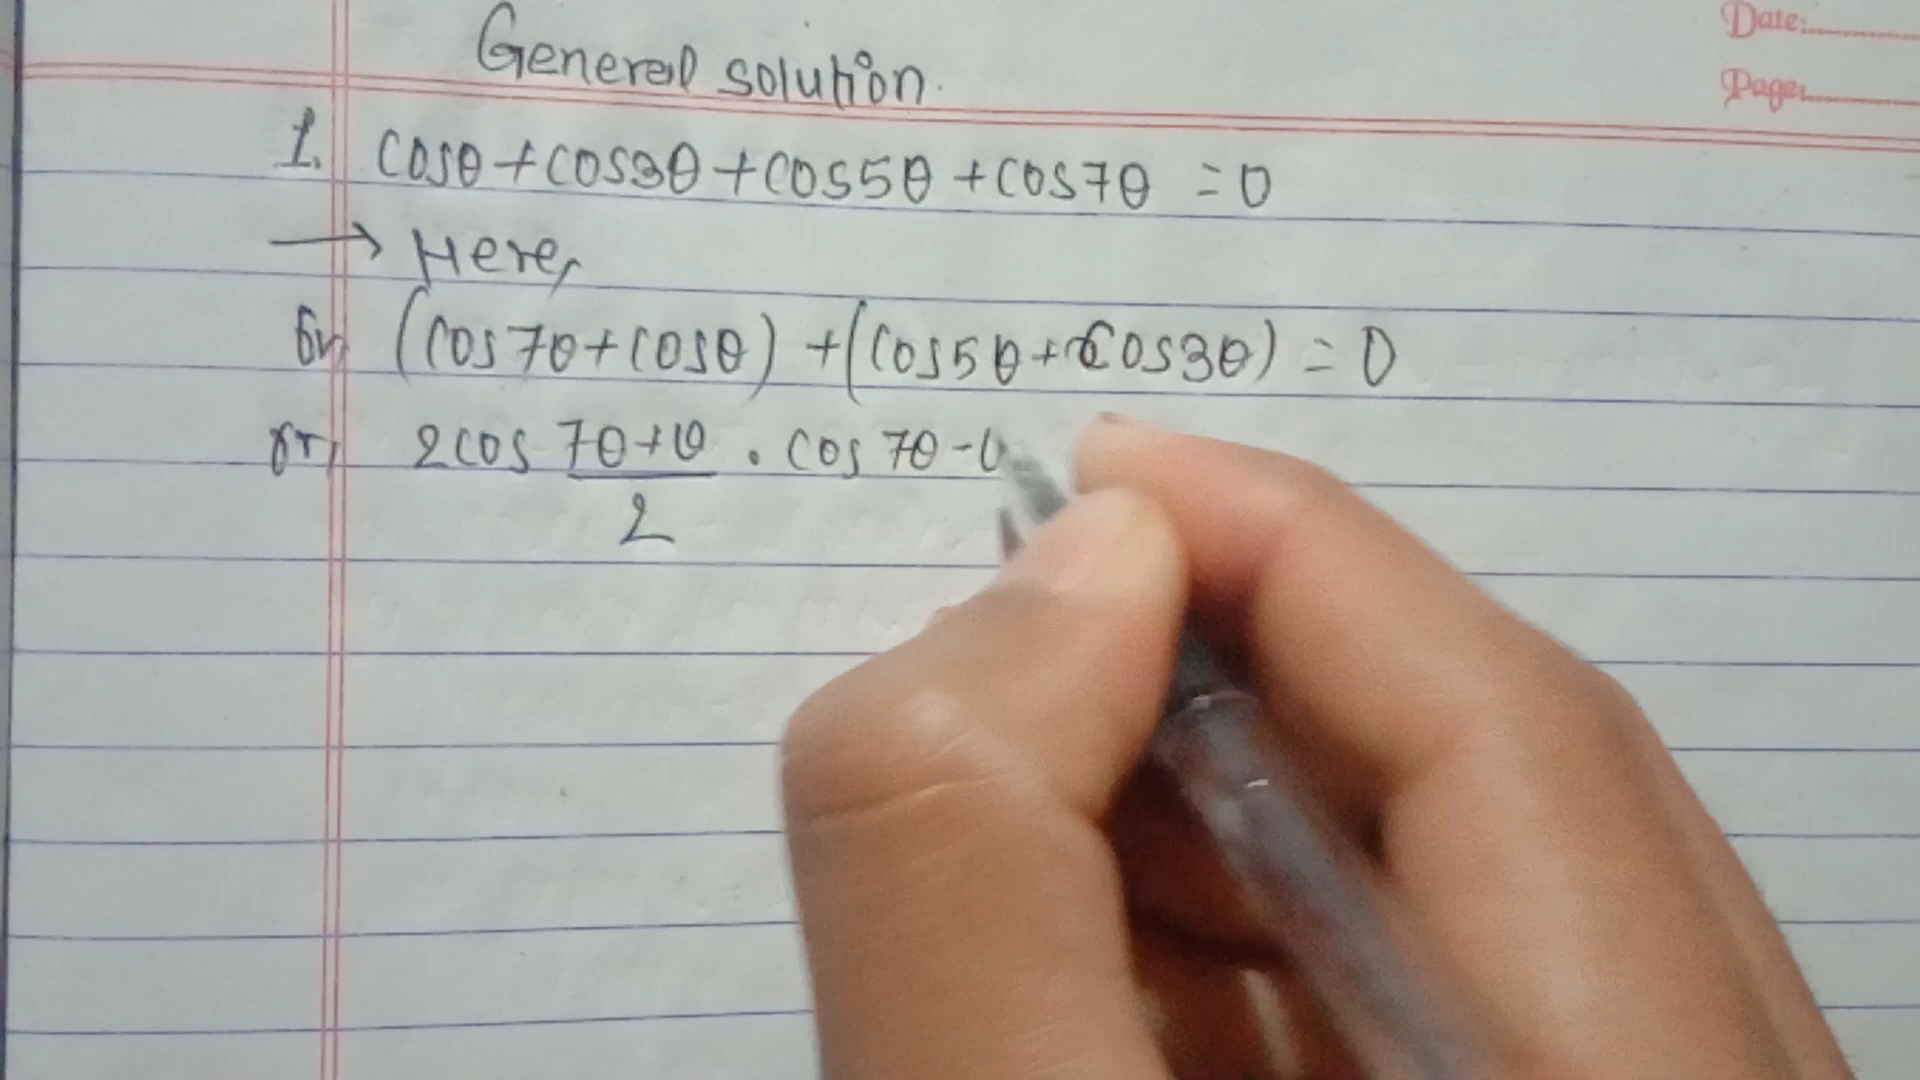 Date:
Page:
General solution.
1. cosθ+cos3θ+cos5θ+cos7θ =0
→ Here,
or, (cos7θ+cosθ) +(cos5θ+cos3θ) = 0
or, 2cos 7θ+θ/2 . cos 7θ-